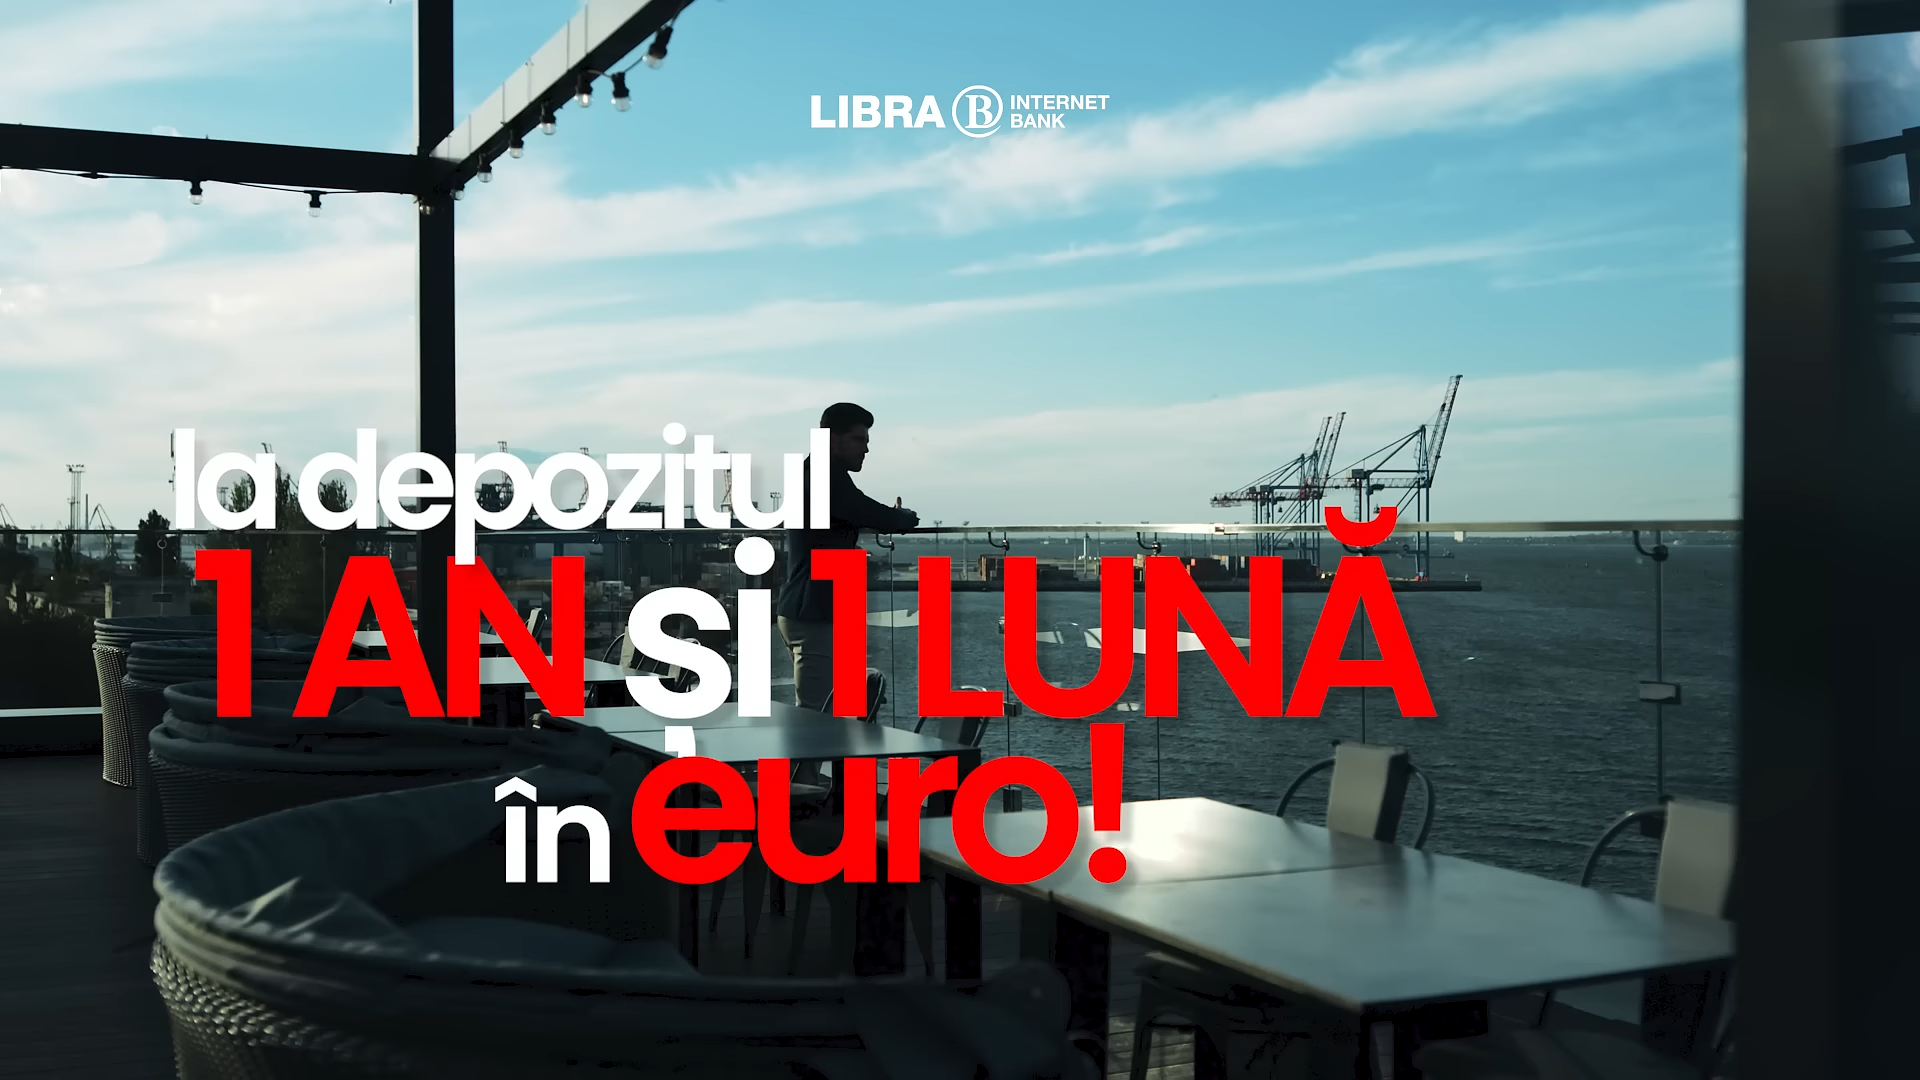 LIBRA B INTERNET
BANK
la depozitul
1 AN și 1 LUNĂ
în euro!